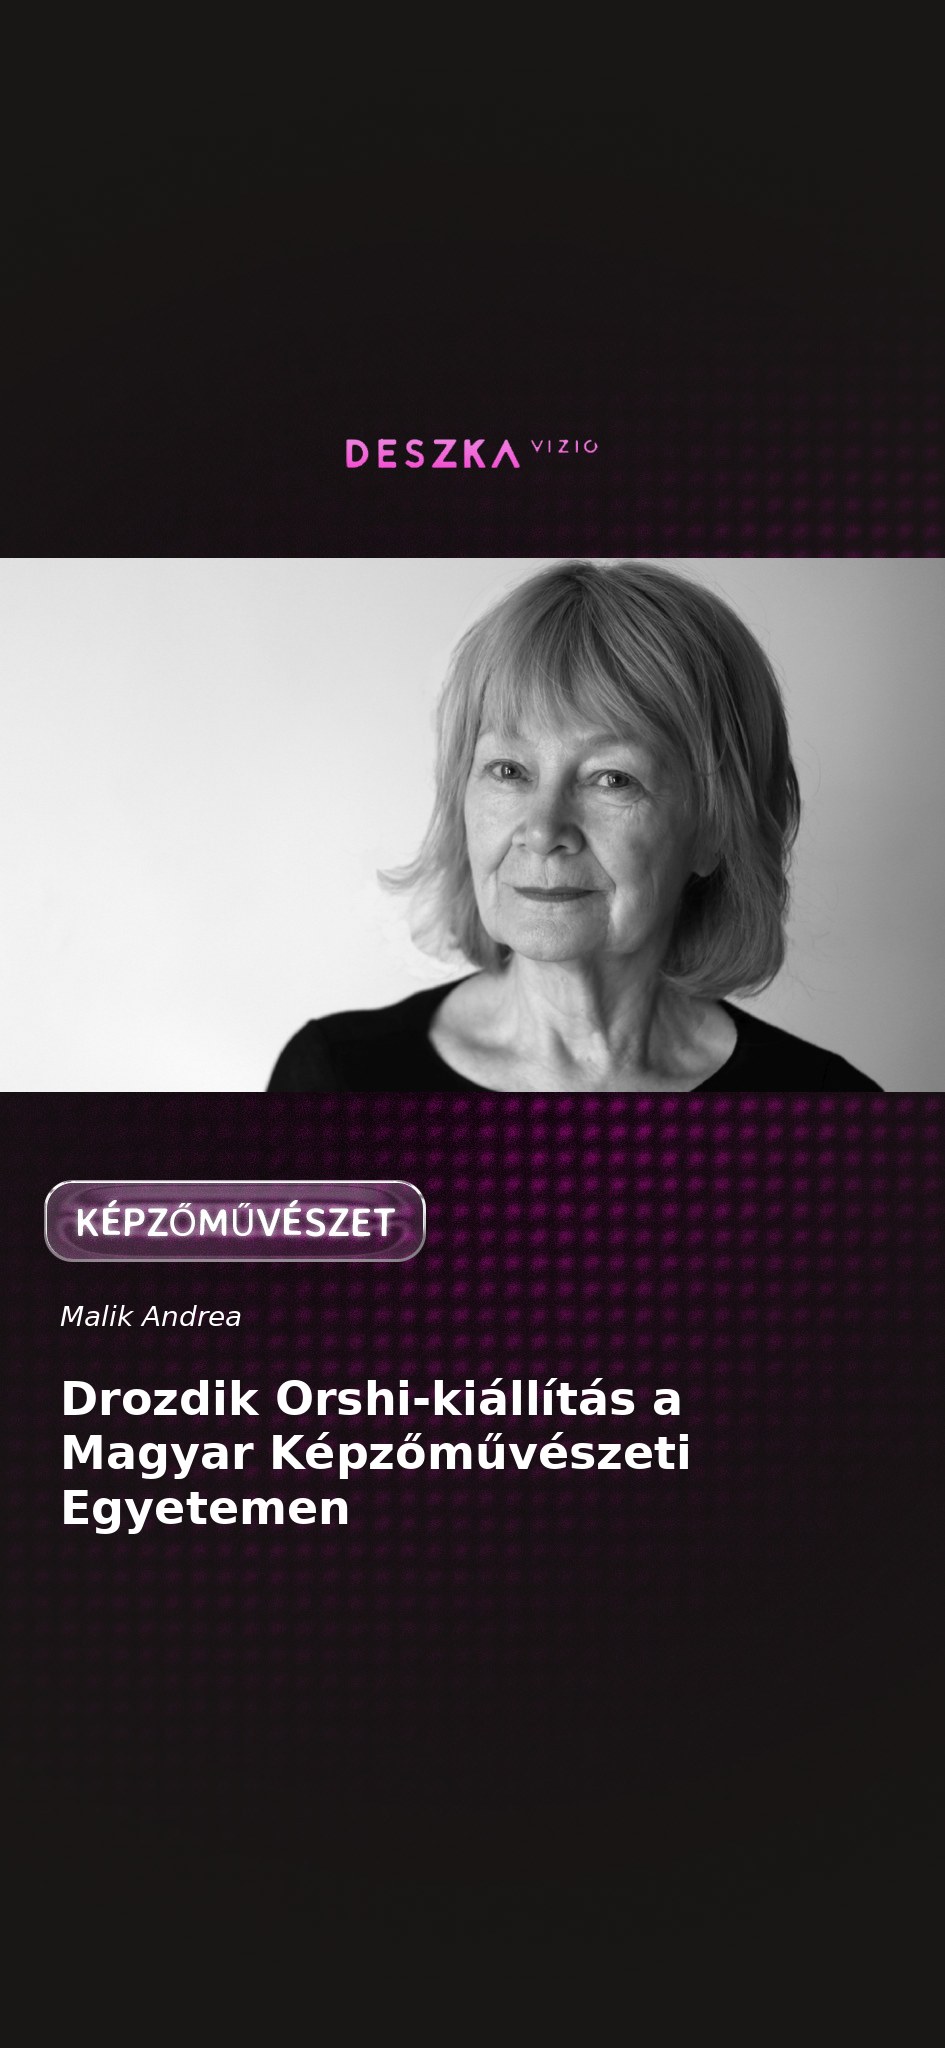 DESZKA VIZIO
KÉPZŐMŰVÉSZET
Malik Andrea
Drozdik Orshi-kiállítás a
Magyar Képzőművészeti
Egyetemen